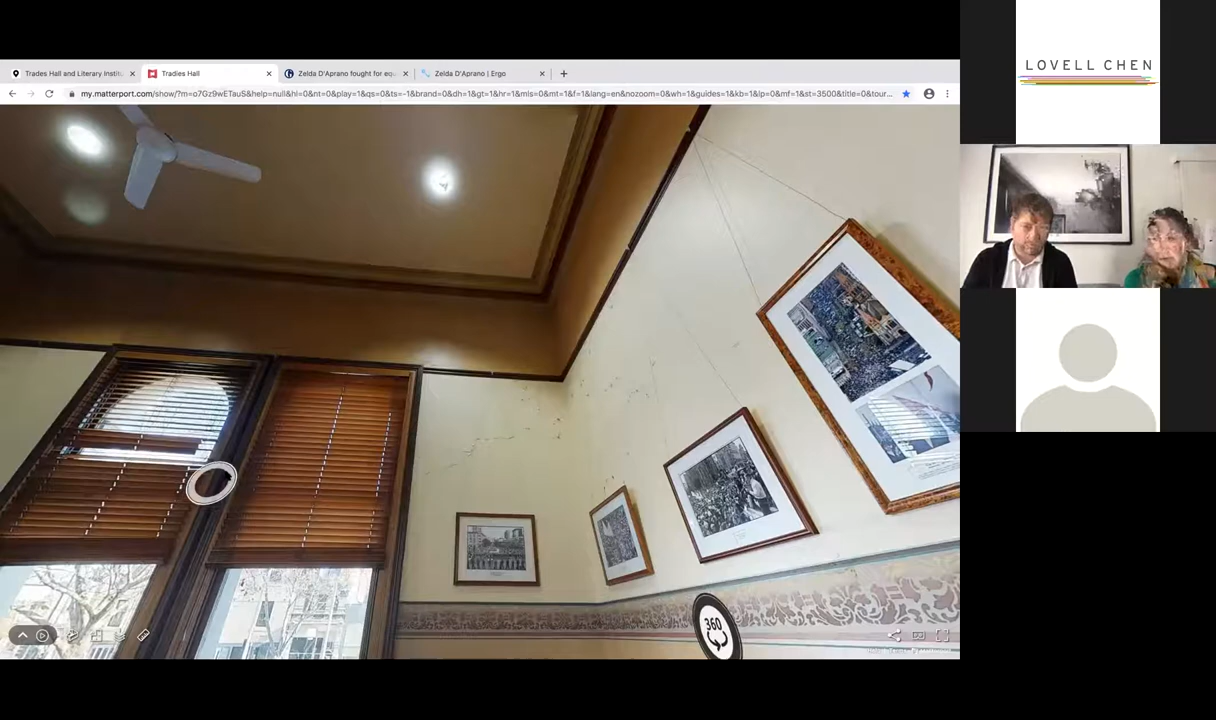 Trades Hall and Literary Institu
Tradies Hall
Zelda D'Aprano fought for equ
Zelda D'Aprano | Ergo
my.matterport.com/show/?m=o7Gz9wETauS&help=null&hl=0&nt=0&play=1&qs=0&ts=-1&brand=0&dh=1&gt=1&hr=1&mls=0&mt=1&f=1&lang=en&nozoom=0&wh=1&guides=1&kb=1&lp=0&mf=1&st=3500&title=0&tour...
LOVELL CHEN
360